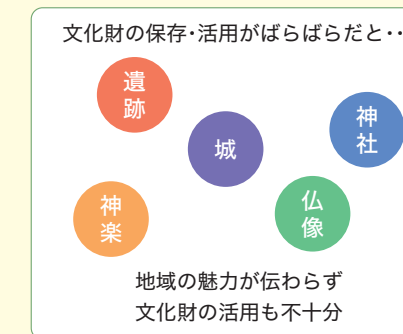 文化財の保存・活用がばらばらだと・・
遺跡
城
神社
神楽
仏像
地域の魅力が伝わらず
文化財の活用も不十分